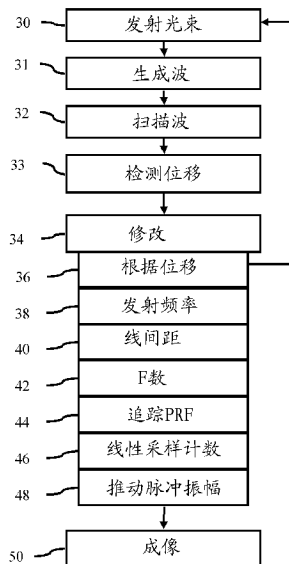 30 发射光束
31 生成波
32 扫描波
33 检测位移
34 修改
36 根据位移
38 发射频率
40 线间距
42 F数
44 追踪PRF
46 线性采样计数
48 推动脉冲振幅
50 成像